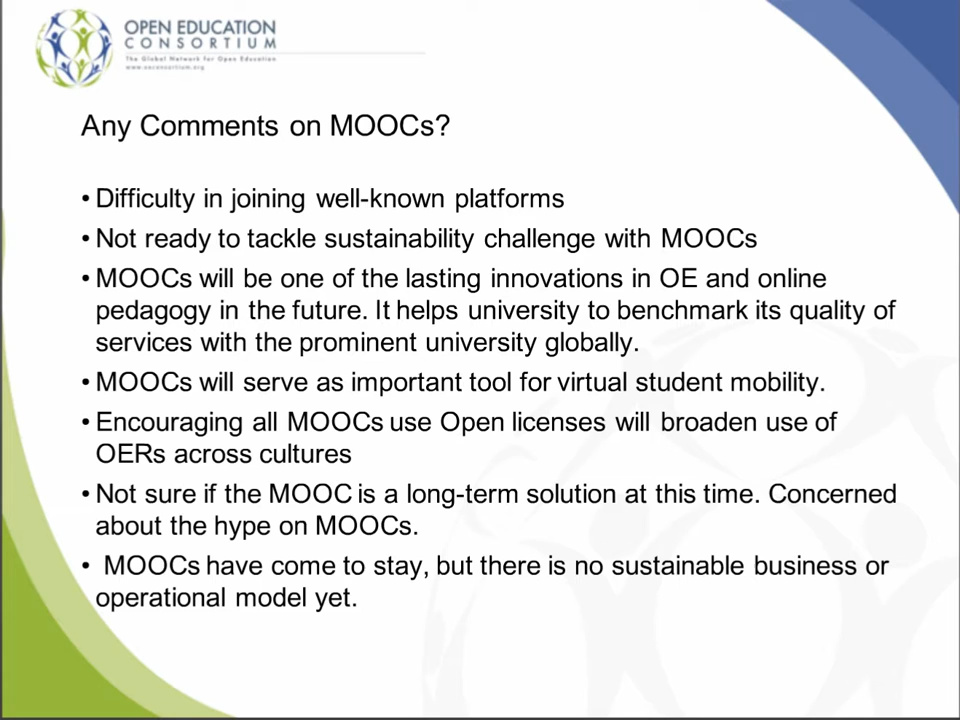 OPEN EDUCATION
CONSORTIUM
The Global Network for Open Education
www.oeconsortium.org
Any Comments on MOOCs?
• Difficulty in joining well-known platforms
• Not ready to tackle sustainability challenge with MOOCs
• MOOCs will be one of the lasting innovations in OE and online
pedagogy in the future. It helps university to benchmark its quality of
services with the prominent university globally.
• MOOCs will serve as important tool for virtual student mobility.
• Encouraging all MOOCs use Open licenses will broaden use of
OERs across cultures
• Not sure if the MOOC is a long-term solution at this time. Concerned
about the hype on MOOCs.
• MOOCs have come to stay, but there is no sustainable business or
operational model yet.